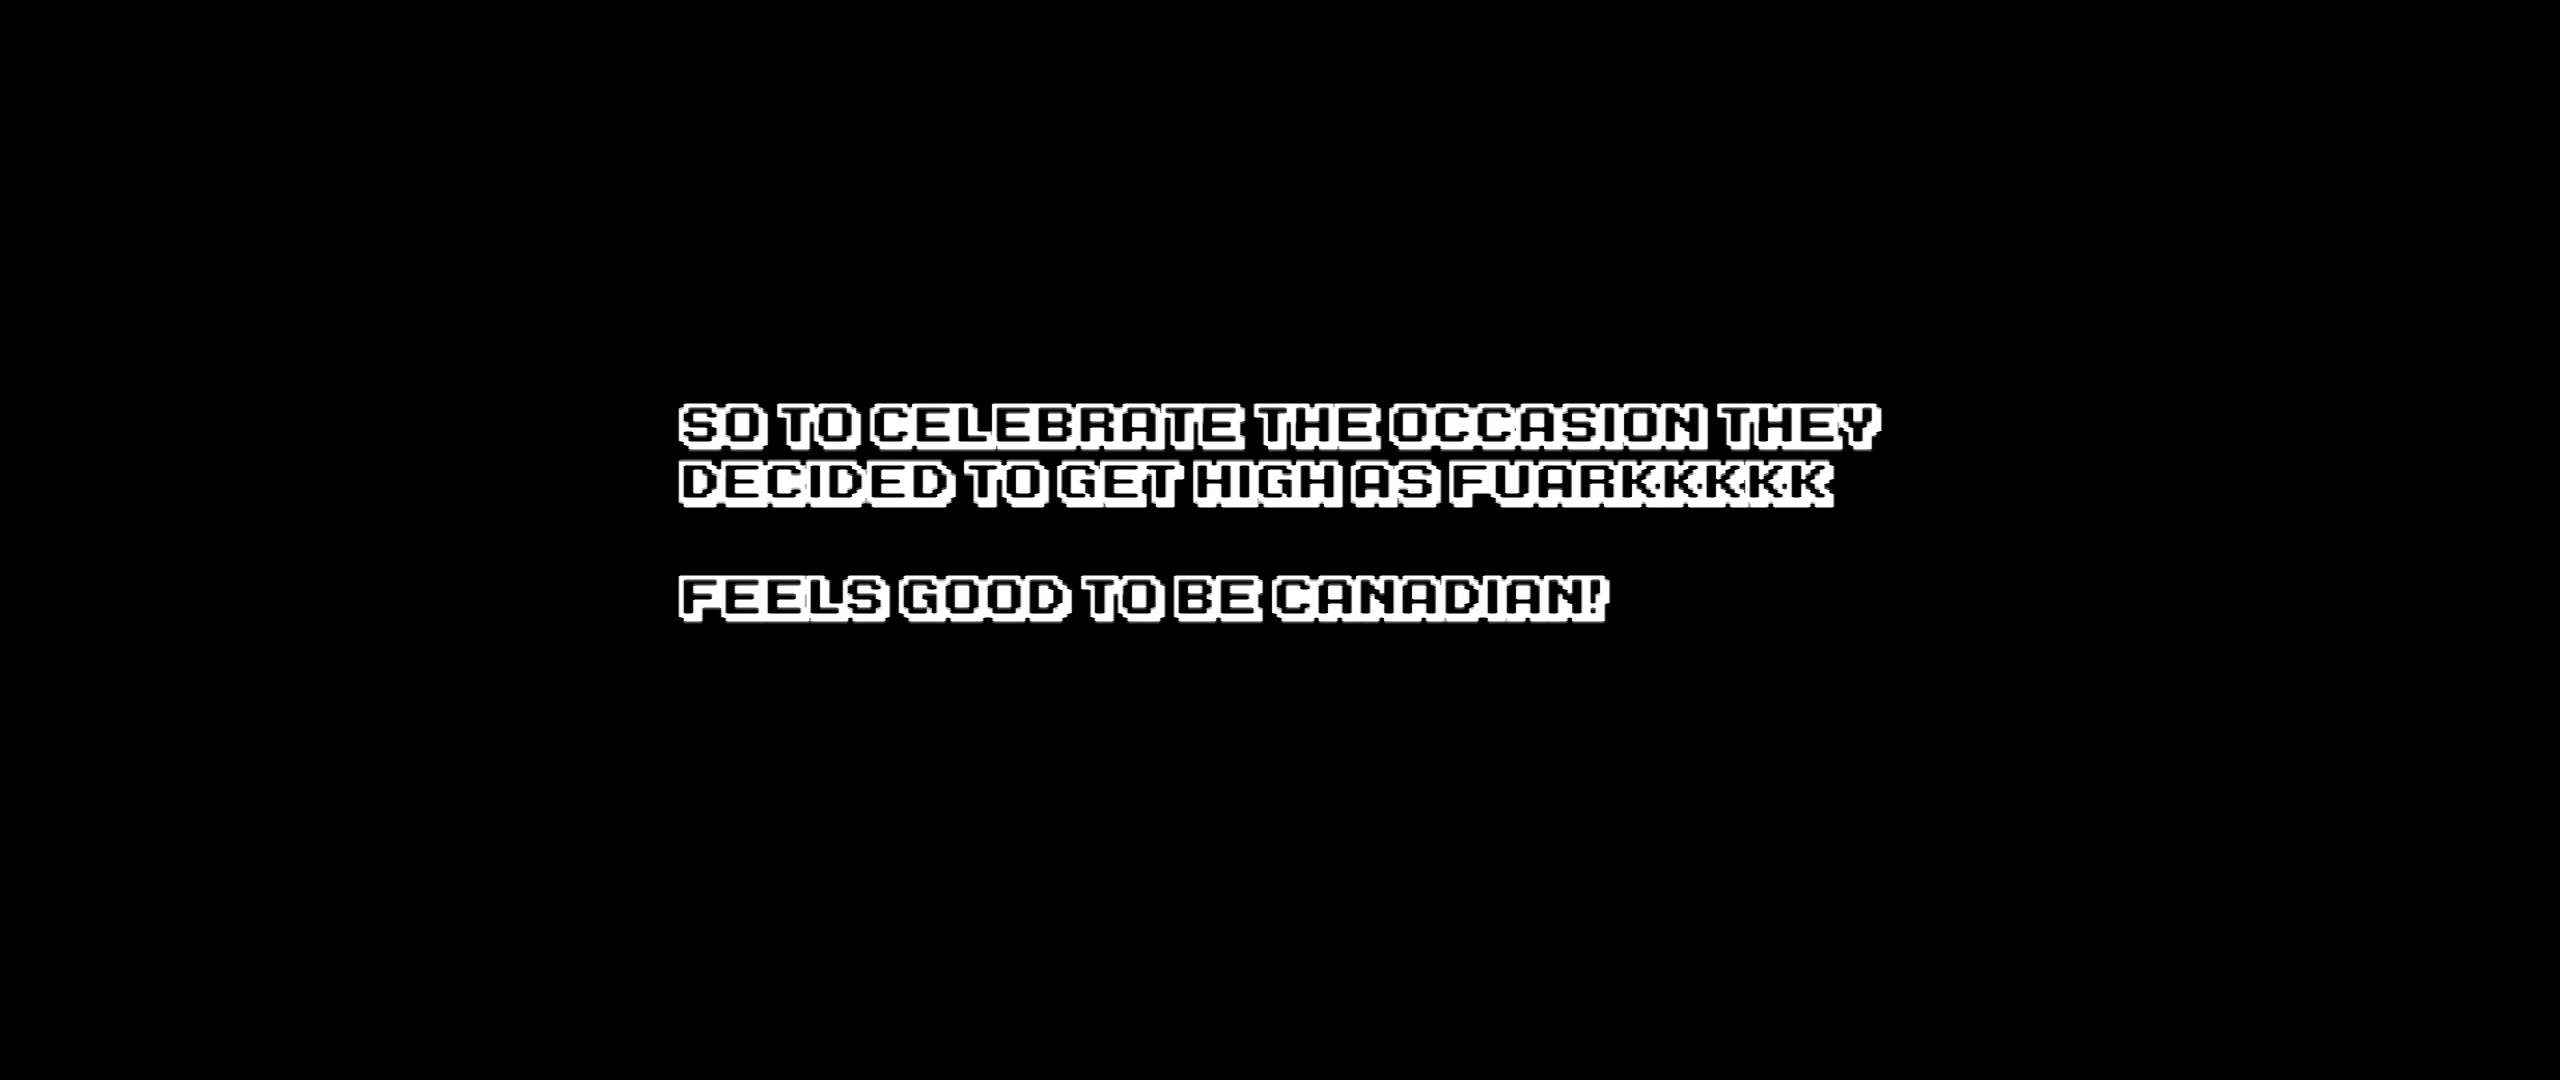 SO TO CELEBRATE THE OCCASION THEY
DECIDED TO GET HIGH AS FUARKKKKK
FEELS GOOD TO BE CANADIAN!